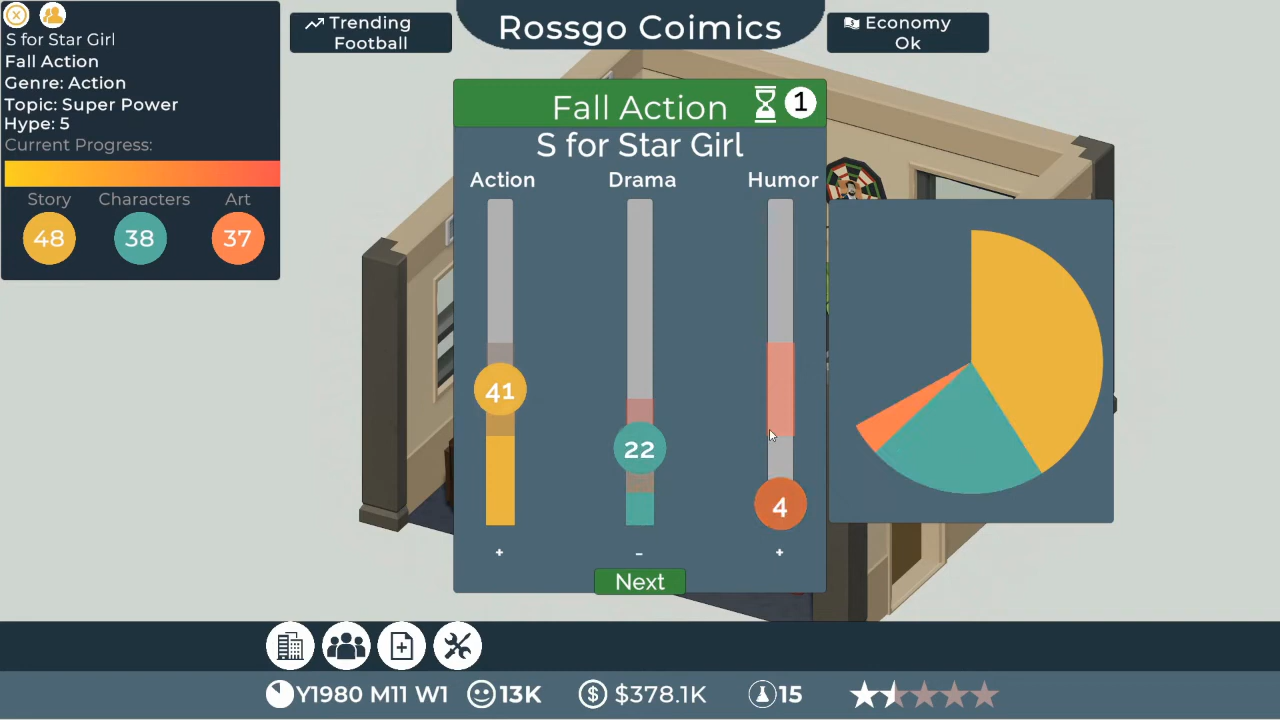 S for Star Girl
Fall Action
Genre: Action
Topic: Super Power
Hype: 5
Current Progress:
Story Characters Art
48 38 37
Trending
Football
Rossgo Coimics
Economy
Ok
Fall Action 1
S for Star Girl
Action Drama Humor
41 22 4
+ - +
Next
Y1980 M11 W1 13K $ $378.1K 15